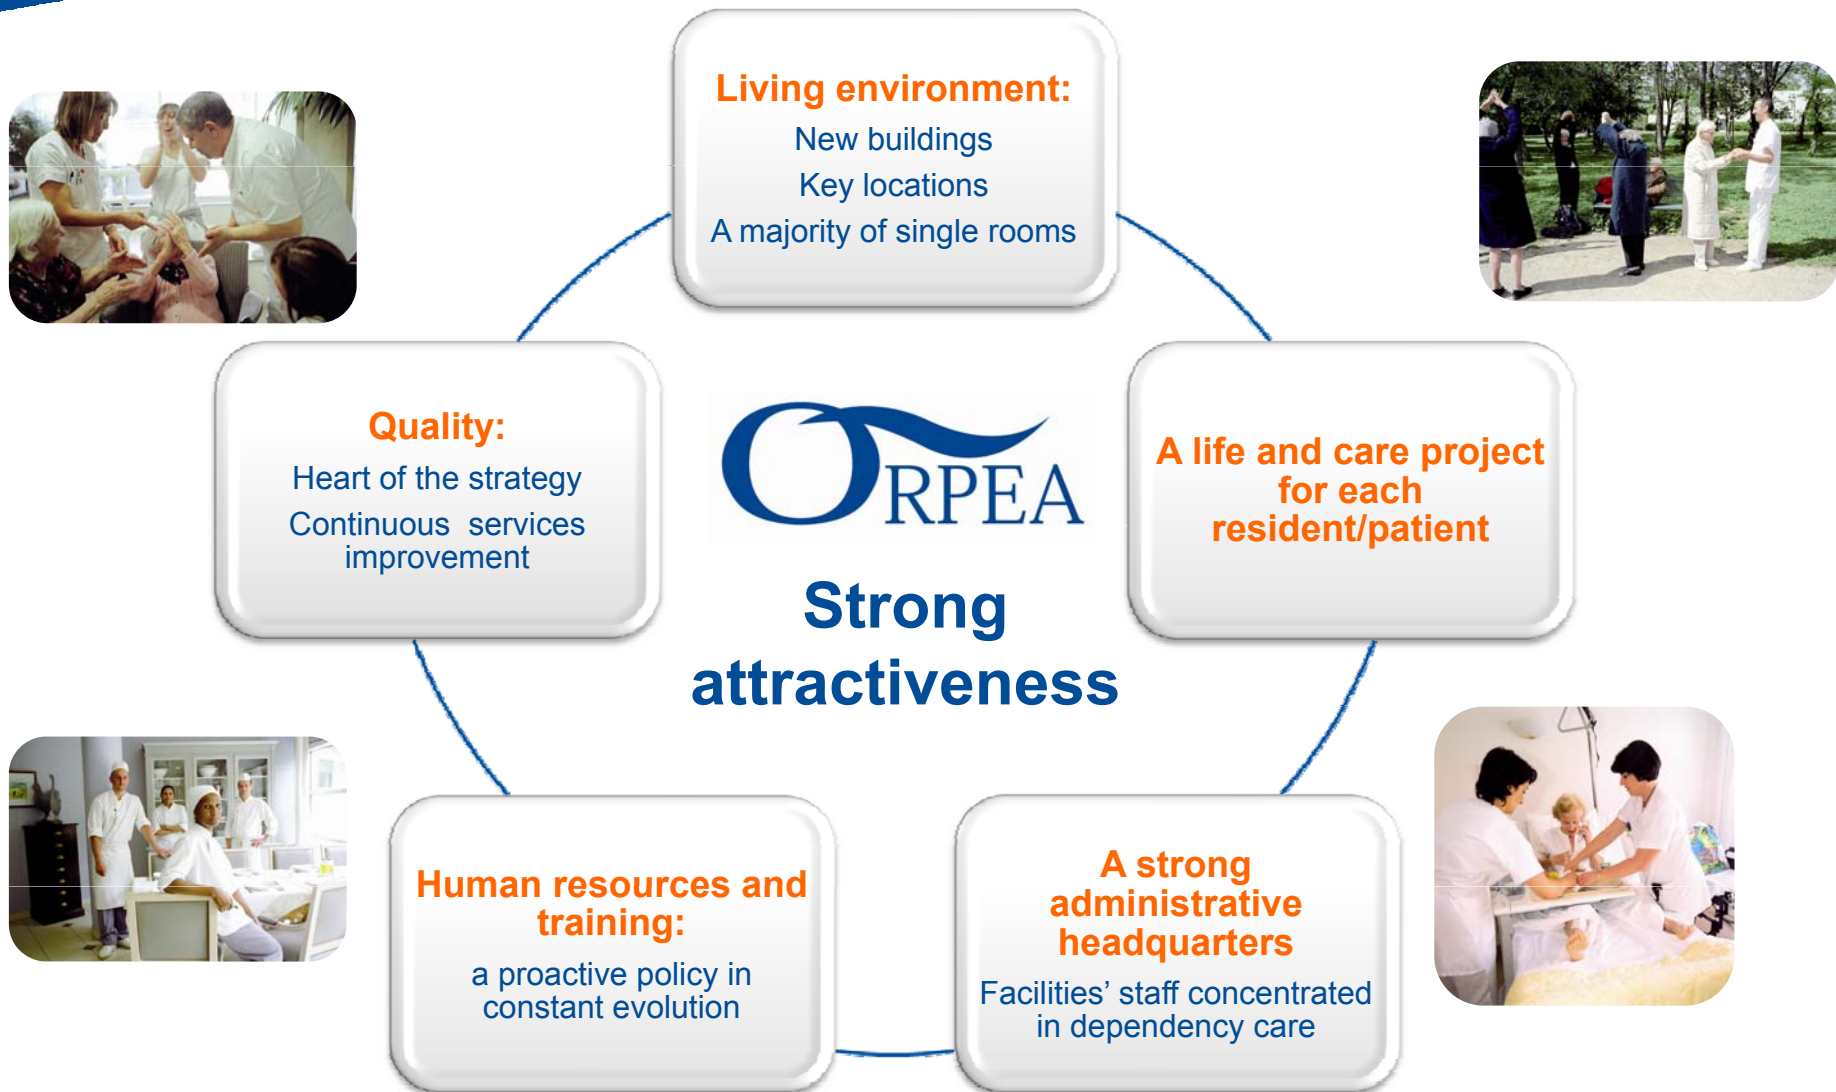 Living environment:
New buildings
Key locations
A majority of single rooms
Quality:
Heart of the strategy
Continuous services
improvement
ORPEA
Strong
attractiveness
A life and care project
for each
resident/patient
Human resources and
training:
a proactive policy in
constant evolution
A strong
administrative
headquarters
Facilities’ staff concentrated
in dependency care